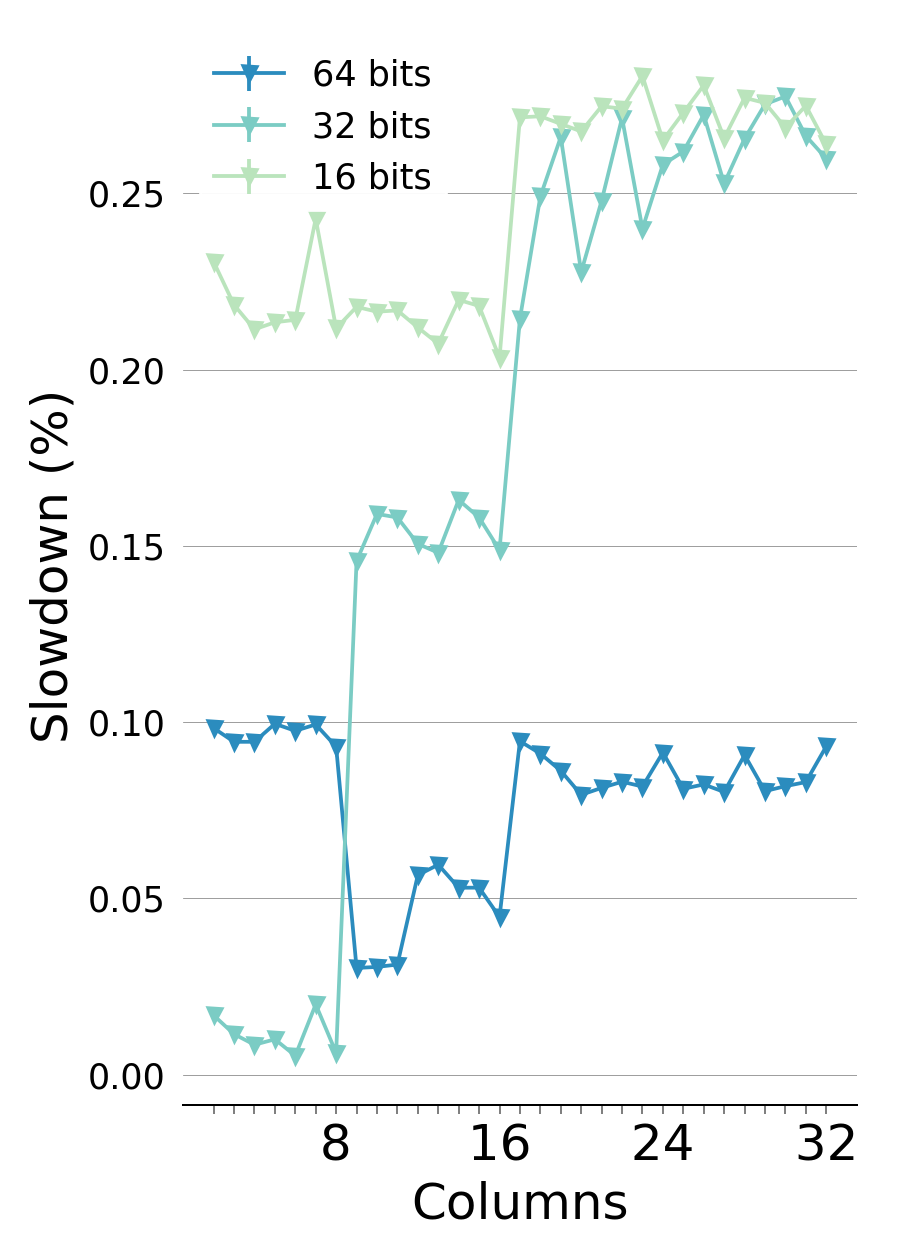 64 bits
32 bits
16 bits
0.25
0.20
0.15
0.10
0.05
0.00
Slowdown (%)
8 16 24 32
Columns